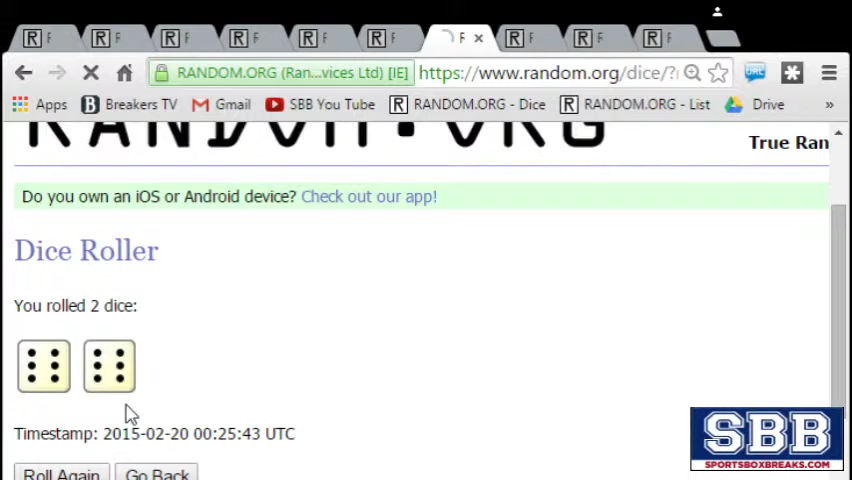 R F R F R F R F R F R F F × R F R F R F
RANDOM.ORG (Ran...vices Ltd) [IE] https://www.random.org/dice/?
Apps Breakers TV Gmail SBB You Tube RANDOM.ORG - Dice RANDOM.ORG - List Drive »
RANDOM.ORG
True Ran
Do you own an iOS or Android device? Check out our app!
Dice Roller
You rolled 2 dice:
Timestamp: 2015-02-20 00:25:43 UTC
Roll Again Go Back
SBB
SPORTSBOXBREAKS.COM